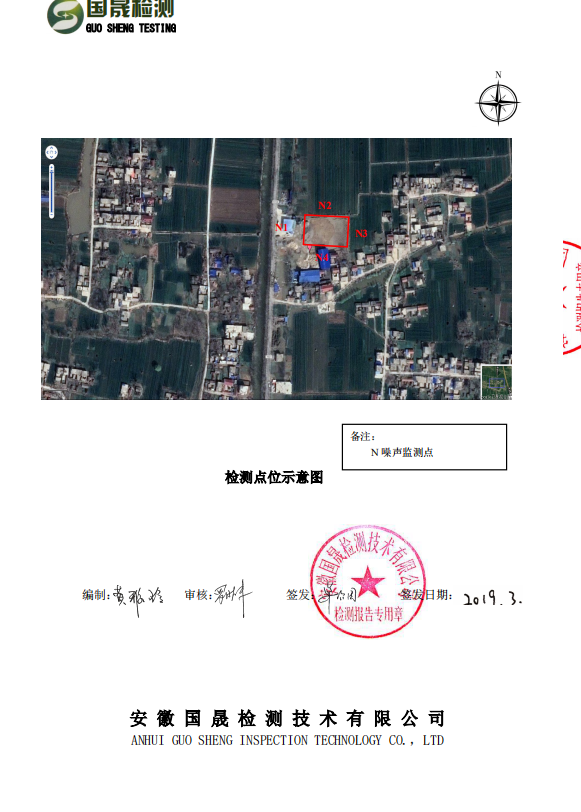 国晟检测
GUO SHENG TESTING
N
N2
N1
N3
N4
备注：
N 噪声监测点
检测点位示意图
安徽国晟检测技术有限公司
检测报告专用章
编制：
审核：
签发：
签发日期：
2019.3.
安徽国晟检测技术有限公司
ANHUI GUO SHENG INSPECTION TECHNOLOGY CO.，LTD